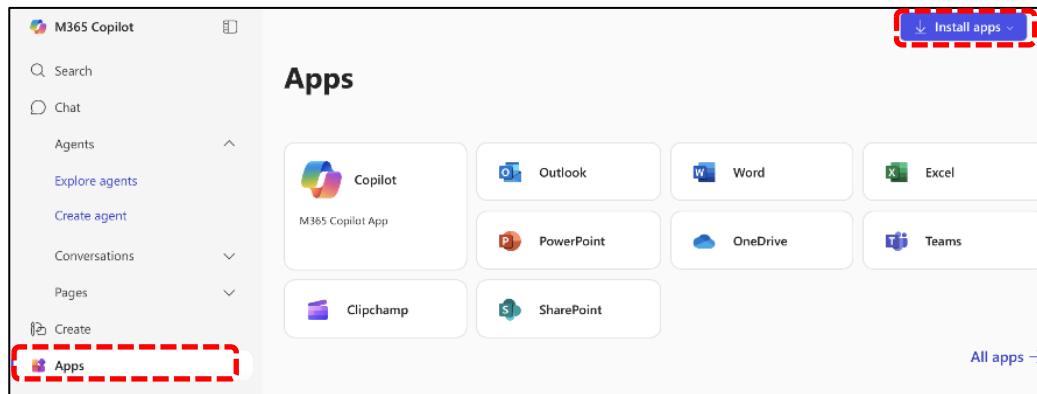 M365 Copilot
Search
Chat
Agents
Explore agents
Create agent
Conversations
Pages
Create
Apps
Install apps
Apps
Copilot
M365 Copilot App
Outlook
Word
Excel
PowerPoint
OneDrive
Teams
Clipchamp
SharePoint
All apps →